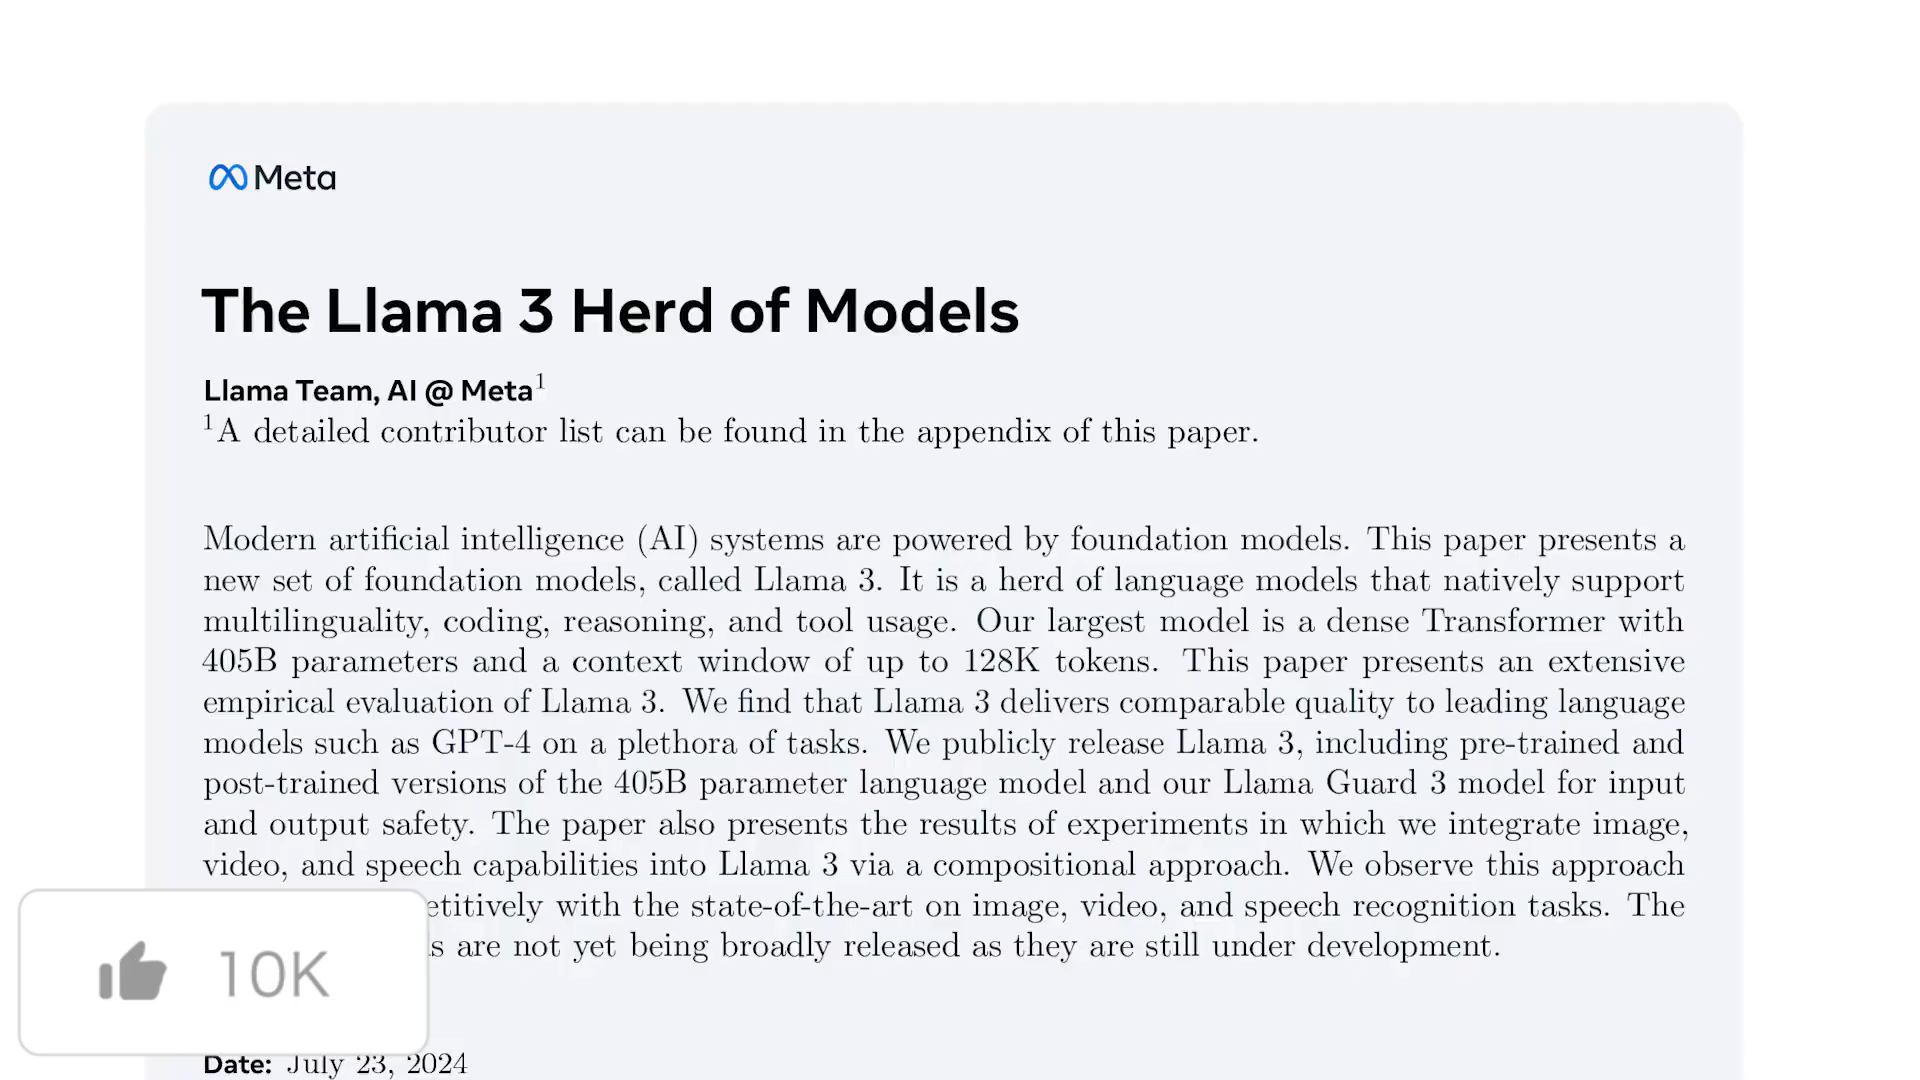 Meta
The Llama 3 Herd of Models
Llama Team, AI @ Meta¹
¹A detailed contributor list can be found in the appendix of this paper.
Modern artificial intelligence (AI) systems are powered by foundation models. This paper presents a
new set of foundation models, called Llama 3. It is a herd of language models that natively support
multilinguality, coding, reasoning, and tool usage. Our largest model is a dense Transformer with
405B parameters and a context window of up to 128K tokens. This paper presents an extensive
empirical evaluation of Llama 3. We find that Llama 3 delivers comparable quality to leading language
models such as GPT-4 on a plethora of tasks. We publicly release Llama 3, including pre-trained and
post-trained versions of the 405B parameter language model and our Llama Guard 3 model for input
and output safety. The paper also presents the results of experiments in which we integrate image,
video, and speech capabilities into Llama 3 via a compositional approach. We observe this approach
with the state-of-the-art on image, video, and speech recognition tasks. The
are not yet being broadly released as they are still under development.
10K
Date: July 23, 2024